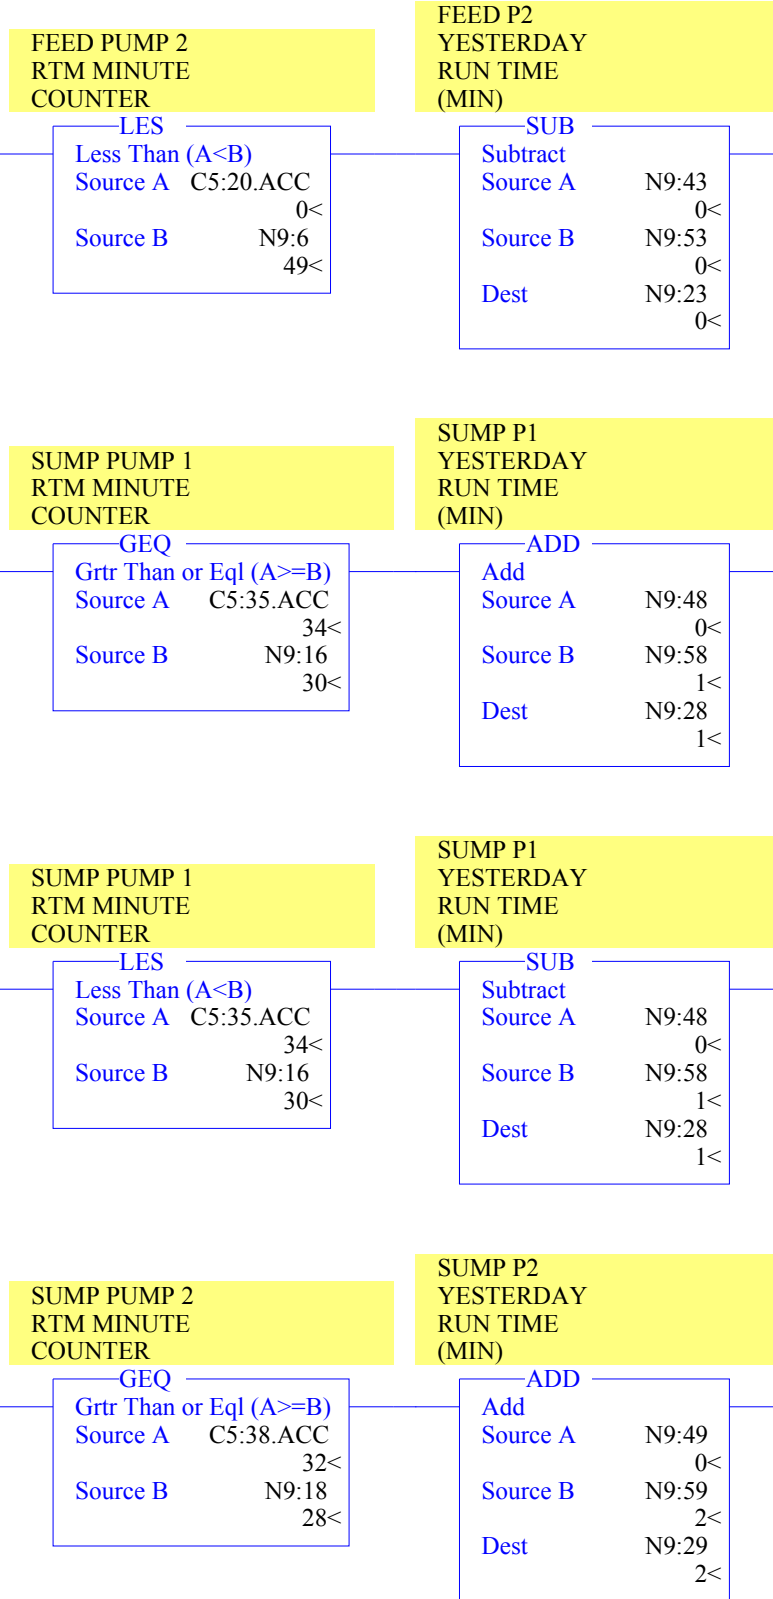 FEED PUMP 2
RTM MINUTE
COUNTER
LES
Less Than (A<B)
Source A C5:20.ACC
0<
Source B N9:6
49<
FEED P2
YESTERDAY
RUN TIME
(MIN)
SUB
Subtract
Source A N9:43
0<
Source B N9:53
0<
Dest N9:23
0<
SUMP PUMP 1
RTM MINUTE
COUNTER
GEQ
Grtr Than or Eql (A>=B)
Source A C5:35.ACC
34<
Source B N9:16
30<
SUMP P1
YESTERDAY
RUN TIME
(MIN)
ADD
Add
Source A N9:48
0<
Source B N9:58
1<
Dest N9:28
1<
SUMP PUMP 1
RTM MINUTE
COUNTER
LES
Less Than (A<B)
Source A C5:35.ACC
34<
Source B N9:16
30<
SUMP P1
YESTERDAY
RUN TIME
(MIN)
SUB
Subtract
Source A N9:48
0<
Source B N9:58
1<
Dest N9:28
1<
SUMP PUMP 2
RTM MINUTE
COUNTER
GEQ
Grtr Than or Eql (A>=B)
Source A C5:38.ACC
32<
Source B N9:18
28<
SUMP P2
YESTERDAY
RUN TIME
(MIN)
ADD
Add
Source A N9:49
0<
Source B N9:59
2<
Dest N9:29
2<